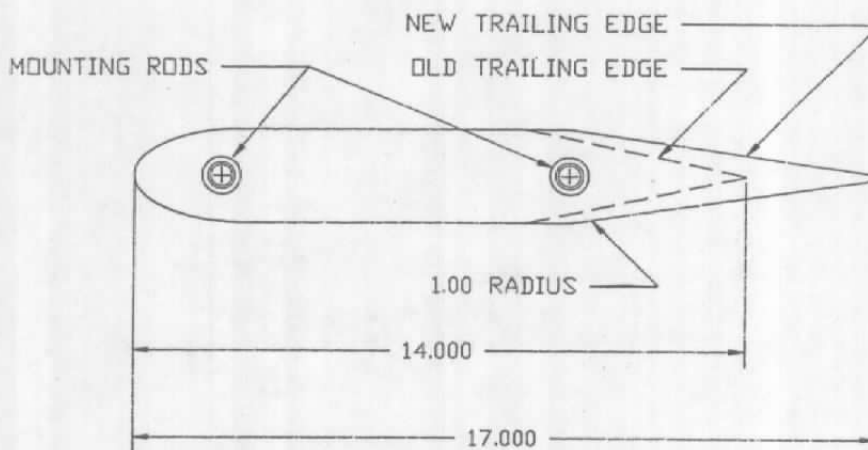 NEW TRAILING EDGE
MOUNTING RODS
OLD TRAILING EDGE
1.00 RADIUS
14.000
17.000